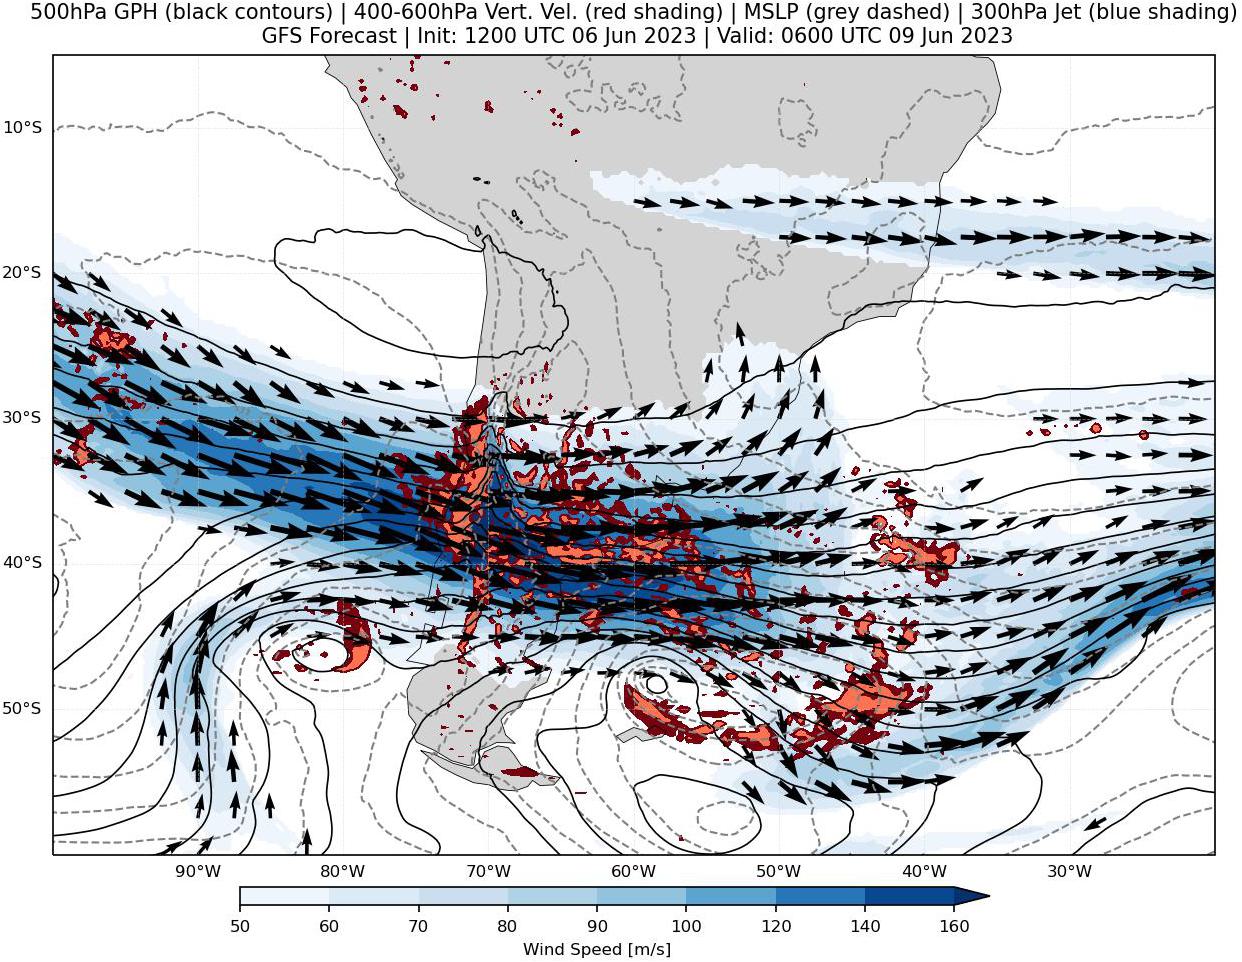 500hPa GPH (black contours) | 400-600hPa Vert. Vel. (red shading) | MSLP (grey dashed) | 300hPa Jet (blue shading)
GFS Forecast | Init: 1200 UTC 06 Jun 2023 | Valid: 0600 UTC 09 Jun 2023
10°S
20°S
30°S
40°S
50°S
90°W 80°W 70°W 60°W 50°W 40°W 30°W
50 60 70 80 90 100 120 140 160
Wind Speed [m/s]